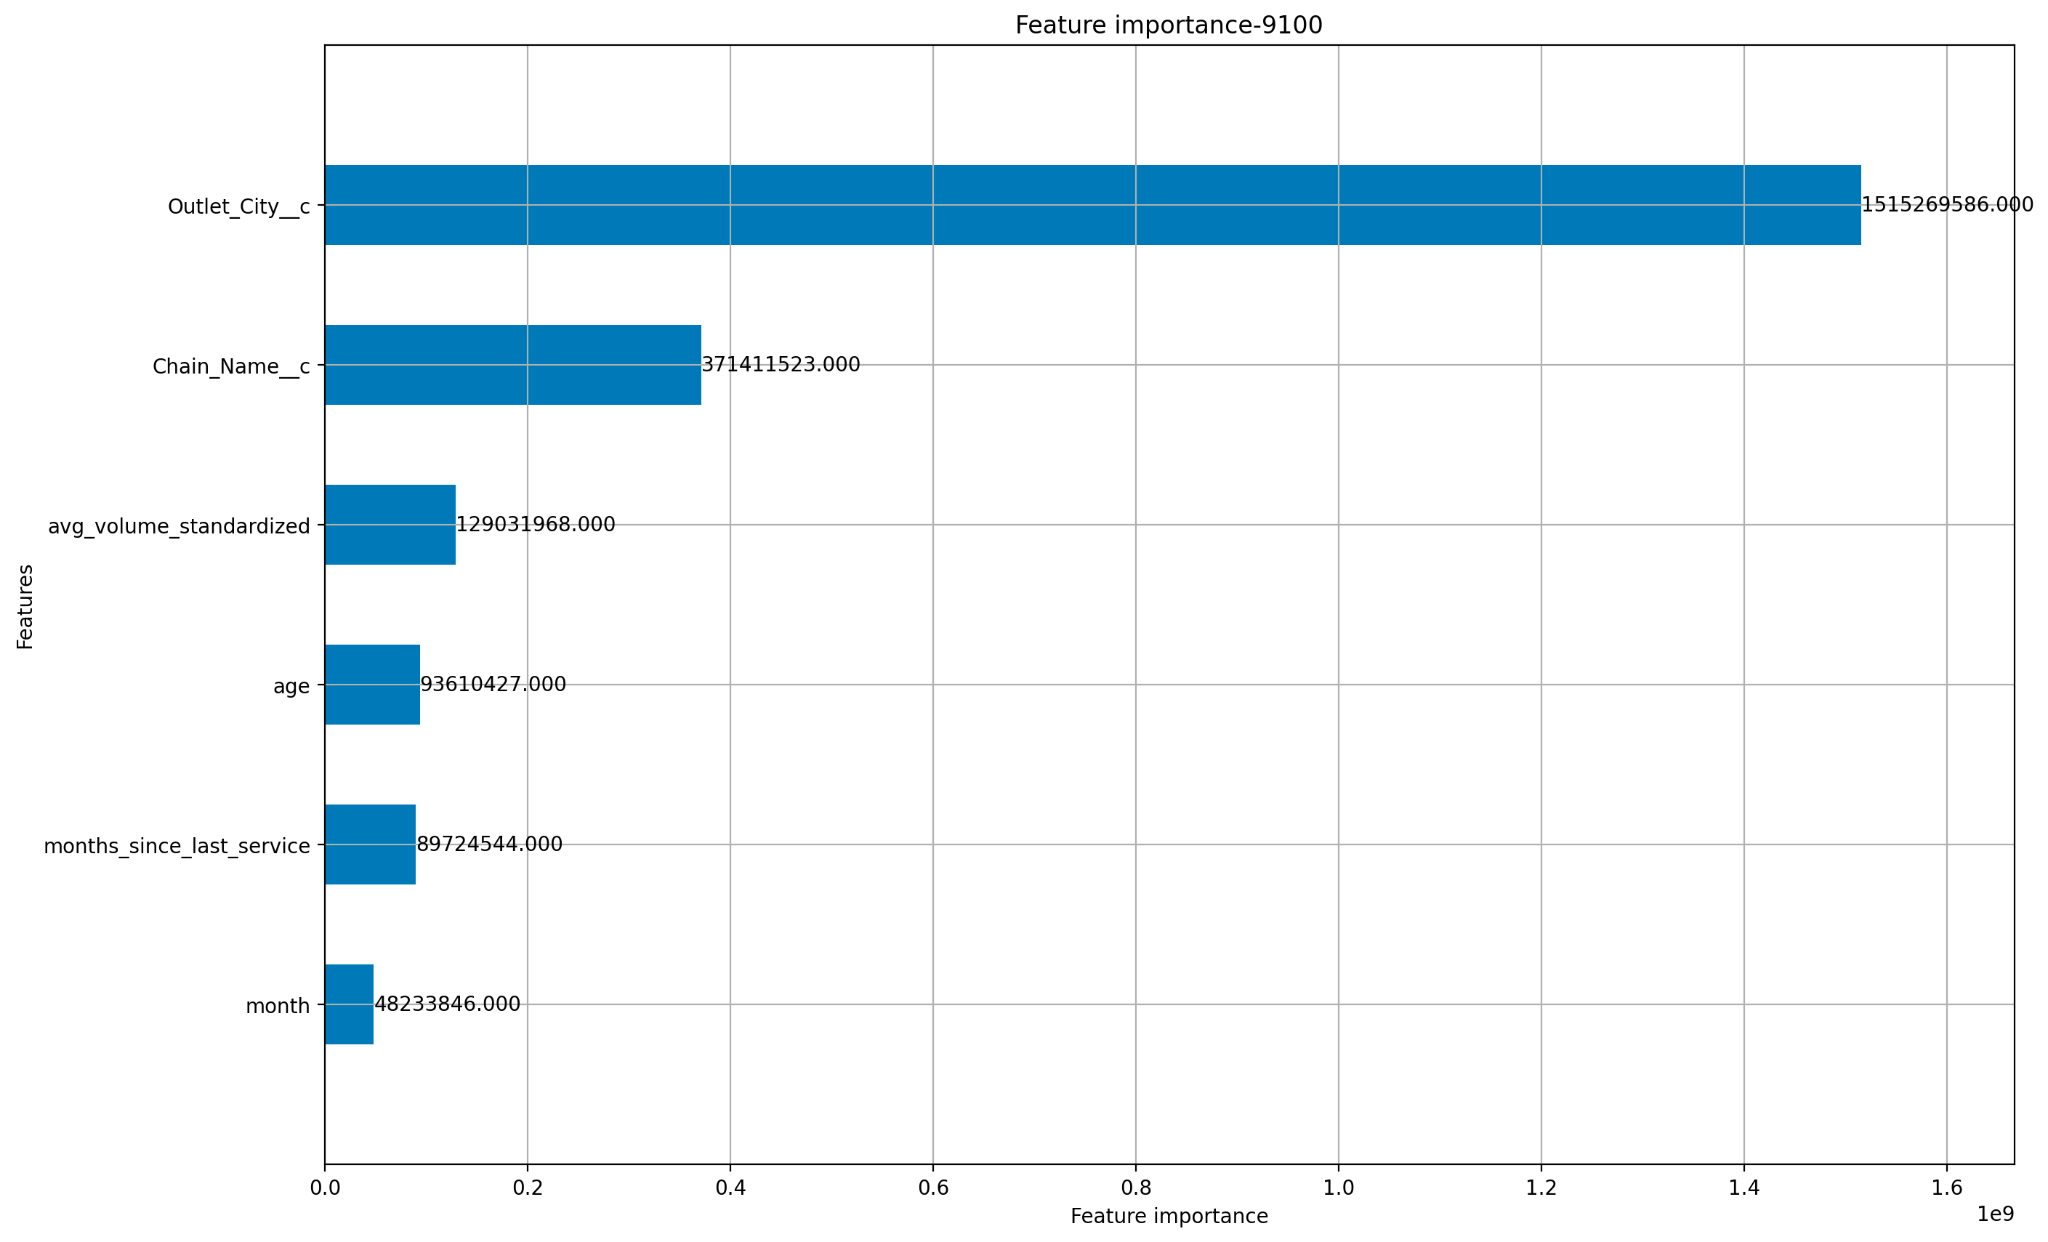 Feature importance-9100
Outlet_City__c
1515269586.000
Chain_Name__c
371411523.000
avg_volume_standardized
129031968.000
Features
age
93610427.000
months_since_last_service
89724544.000
month
48233846.000
0.0 0.2 0.4 0.6 0.8 1.0 1.2 1.4 1.6
Feature importance
1e9